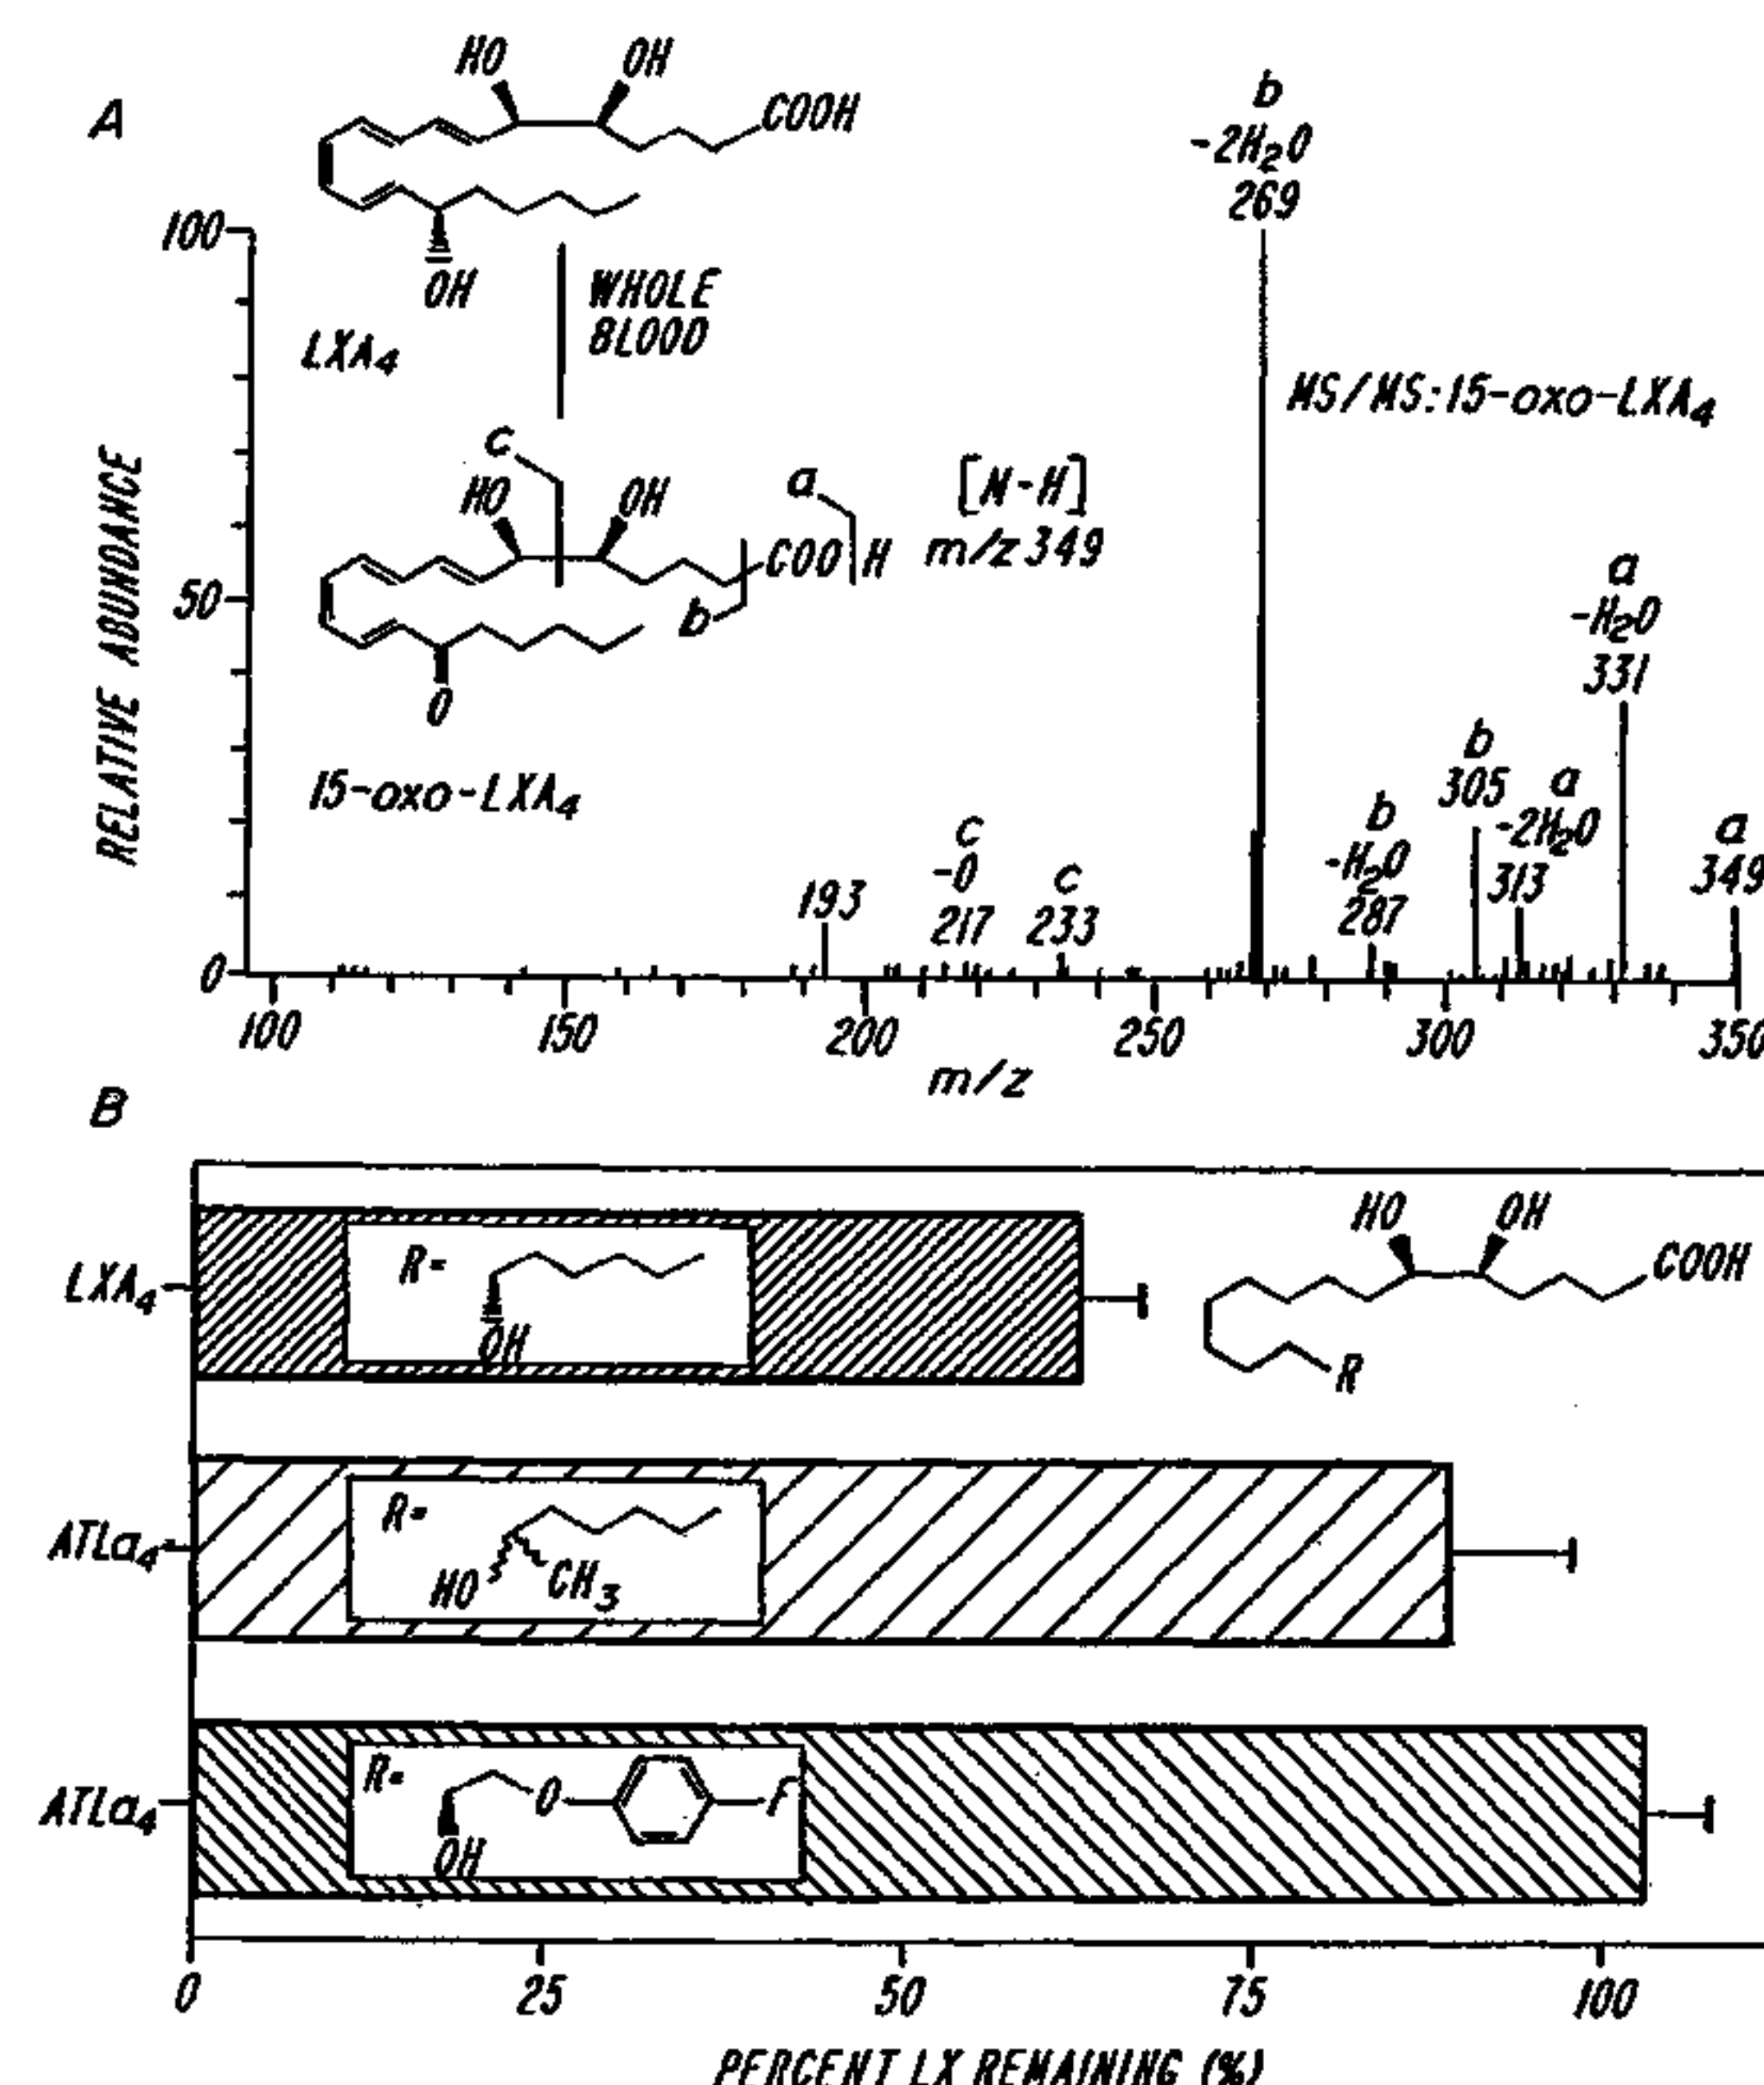 A
HO OH
COOH
OH
LXA4
WHOLE
BLOOD
c
HO OH
a
COO H
b
O
15-oxo-LXA4
[M-H]
m/z 349
MS/MS: 15-oxo-LXA4
RELATIVE ABUNDANCE
100
50
0
193
c
-O
217
c
233
b
-2H2O
269
b
-H2O
287
b
305
a
-2H2O
313
a
-H2O
331
a
349
100 150 200 250 300 350
m/z
B
LXA4
R=
OH
HO OH
COOH
R
ATLa4
R=
HO CH3
ATLa4
R=
O F
OH
0 25 50 75 100
PERCENT LX REMAINING (%)